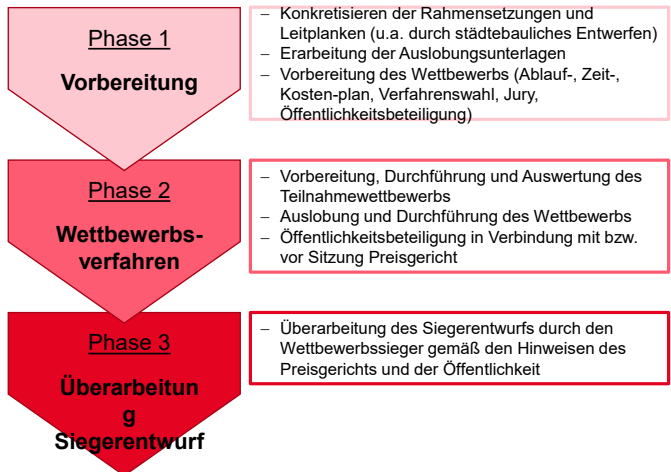 Phase 1
Vorbereitung
– Konkretisieren der Rahmensetzungen und
Leitplanken (u.a. durch städtebauliches Entwerfen)
– Erarbeitung der Auslobungsunterlagen
– Vorbereitung des Wettbewerbs (Ablauf-, Zeit-,
Kosten-plan, Verfahrenswahl, Jury,
Öffentlichkeitsbeteiligung)
Phase 2
Wettbewerbs-
verfahren
– Vorbereitung, Durchführung und Auswertung des
Teilnahmewettbewerbs
– Auslobung und Durchführung des Wettbewerbs
– Öffentlichkeitsbeteiligung in Verbindung mit bzw.
vor Sitzung Preisgericht
Phase 3
Überarbeitun
g
Siegerentwurf
– Überarbeitung des Siegerentwurfs durch den
Wettbewerbssieger gemäß den Hinweisen des
Preisgerichts und der Öffentlichkeit